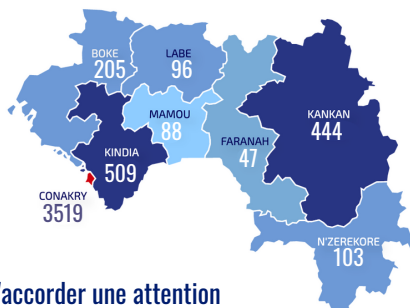 BOKE
205
LABE
96
MAMOU
88
KANKAN
444
FARANAH
47
KINDIA
509
CONAKRY
3519
N'ZEREKORE
103
'accorder une attention